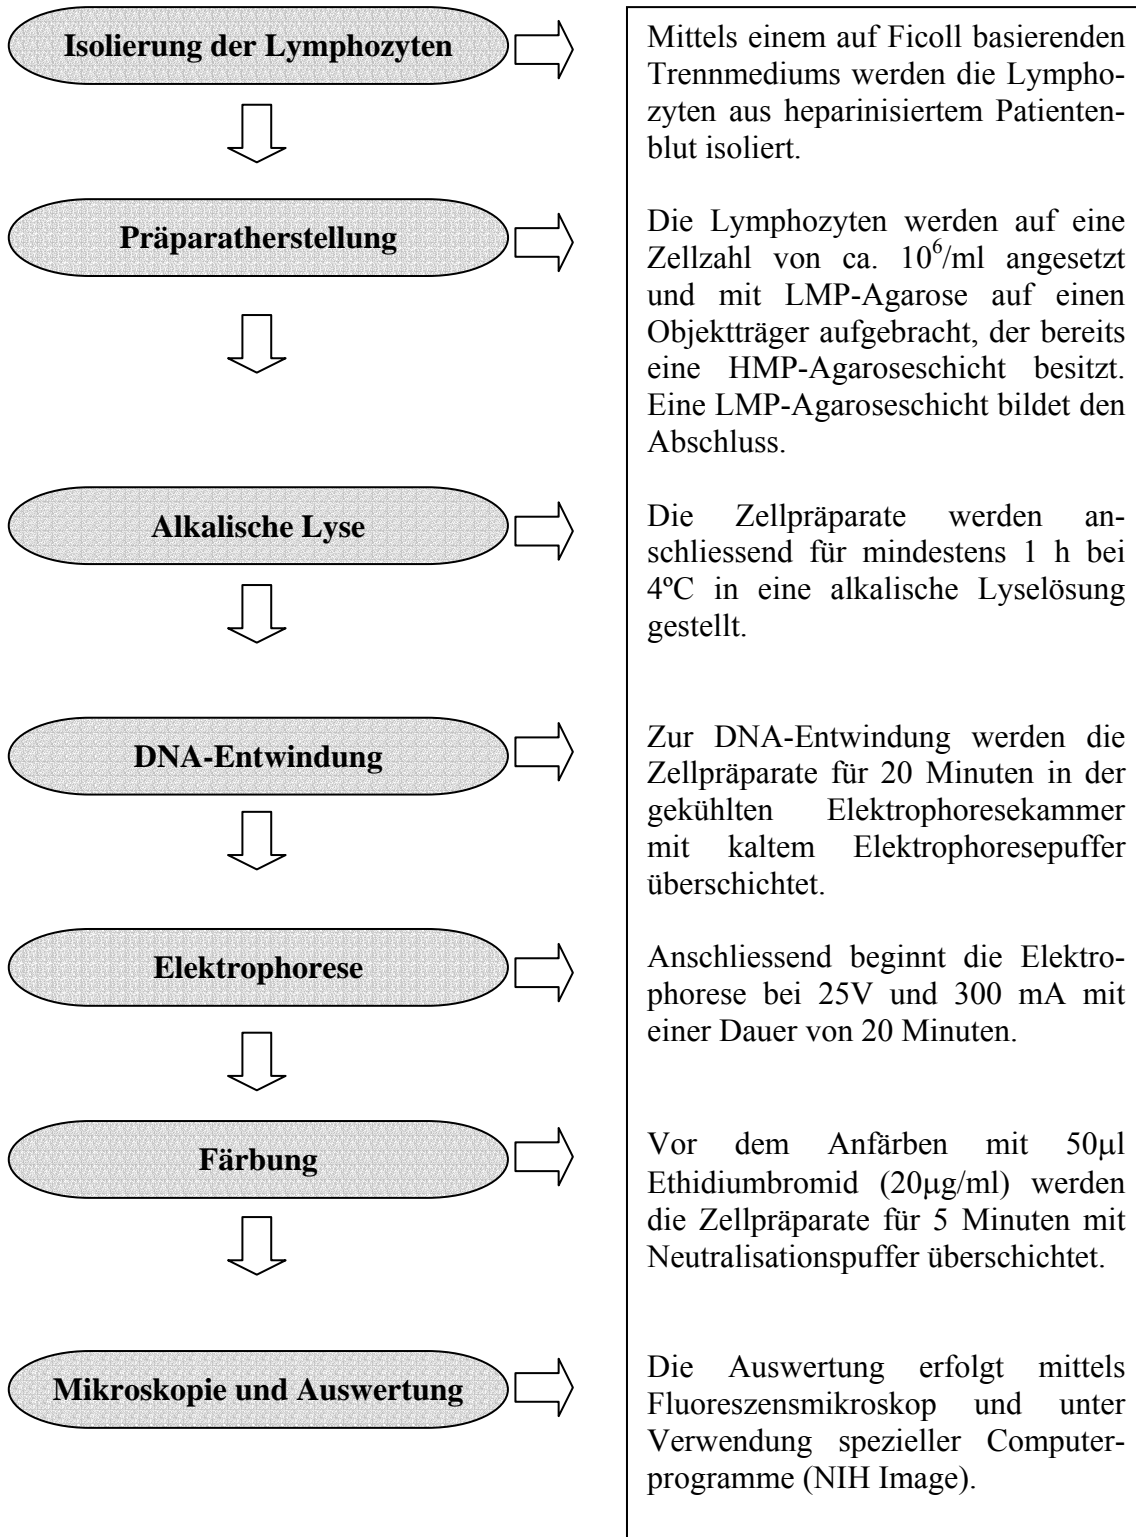 Isolierung der Lymphozyten
Mittels einem auf Ficoll basierenden
Trennmediums werden die Lympho-
zyten aus heparinisiertem Patienten-
blut isoliert.
Präparatherstellung
Die Lymphozyten werden auf eine
Zellzahl von ca. 10⁶/ml angesetzt
und mit LMP-Agarose auf einen
Objektträger aufgebracht, der bereits
eine HMP-Agaroseschicht besitzt.
Eine LMP-Agaroseschicht bildet den
Abschluss.
Alkalische Lyse
Die Zellpräparate werden an-
schliessend für mindestens 1 h bei
4ºC in eine alkalische Lyselösung
gestellt.
DNA-Entwindung
Zur DNA-Entwindung werden die
Zellpräparate für 20 Minuten in der
gekühlten Elektrophoresekammer
mit kaltem Elektrophoresepuffer
überschichtet.
Elektrophorese
Anschliessend beginnt die Elektro-
phorese bei 25V und 300 mA mit
einer Dauer von 20 Minuten.
Färbung
Vor dem Anfärben mit 50µl
Ethidiumbromid (20µg/ml) werden
die Zellpräparate für 5 Minuten mit
Neutralisationspuffer überschichtet.
Mikroskopie und Auswertung
Die Auswertung erfolgt mittels
Fluoreszensmikroskop und unter
Verwendung spezieller Computer-
programme (NIH Image).